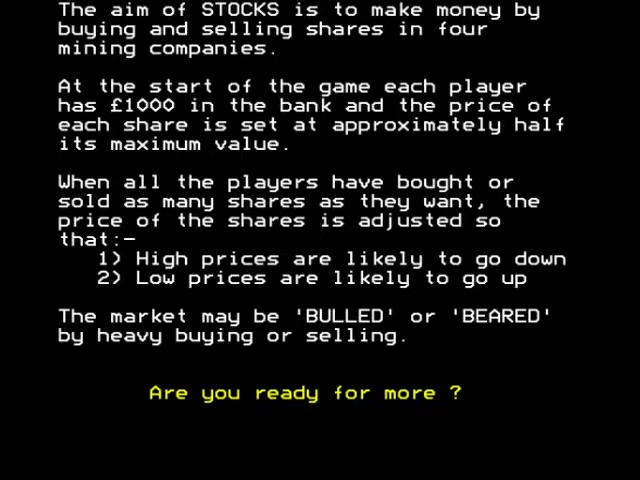 The aim of STOCKS is to make money by
buying and selling shares in four
mining companies.
At the start of the game each player
has £1000 in the bank and the price of
each share is set at approximately half
its maximum value.
When all the players have bought or
sold as many shares as they want, the
price of the shares is adjusted so
that:-
1) High prices are likely to go down
2) Low prices are likely to go up
The market may be 'BULLED' or 'BEARED'
by heavy buying or selling.
Are you ready for more ?